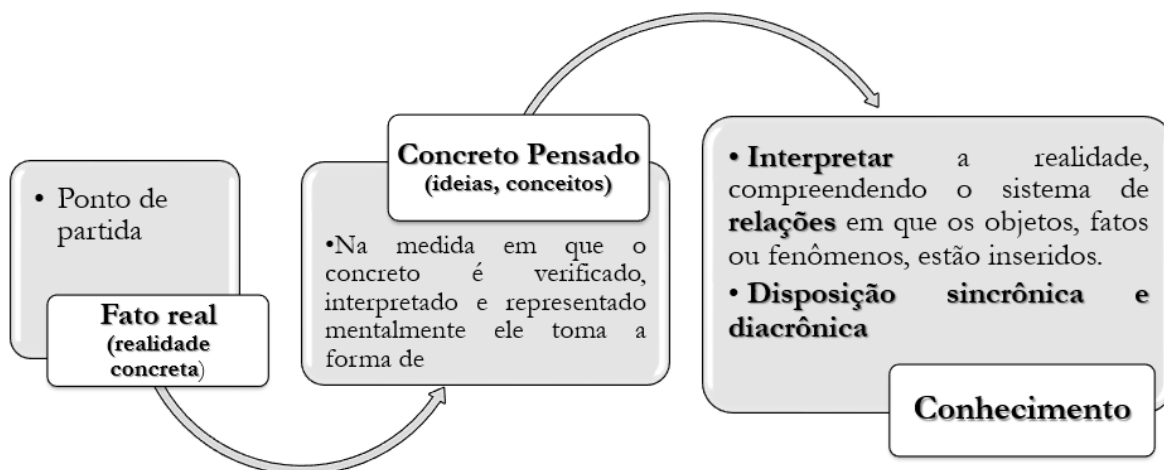 • Ponto de
partida
Fato real
(realidade
concreta)
Concreto Pensado
(ideias, conceitos)
•Na medida em que o
concreto é verificado,
interpretado e representado
mentalmente ele toma a
forma de
• Interpretar a realidade,
compreendendo o sistema de
relações em que os objetos, fatos
ou fenômenos, estão inseridos.
• Disposição sincrônica e
diacrônica
Conhecimento